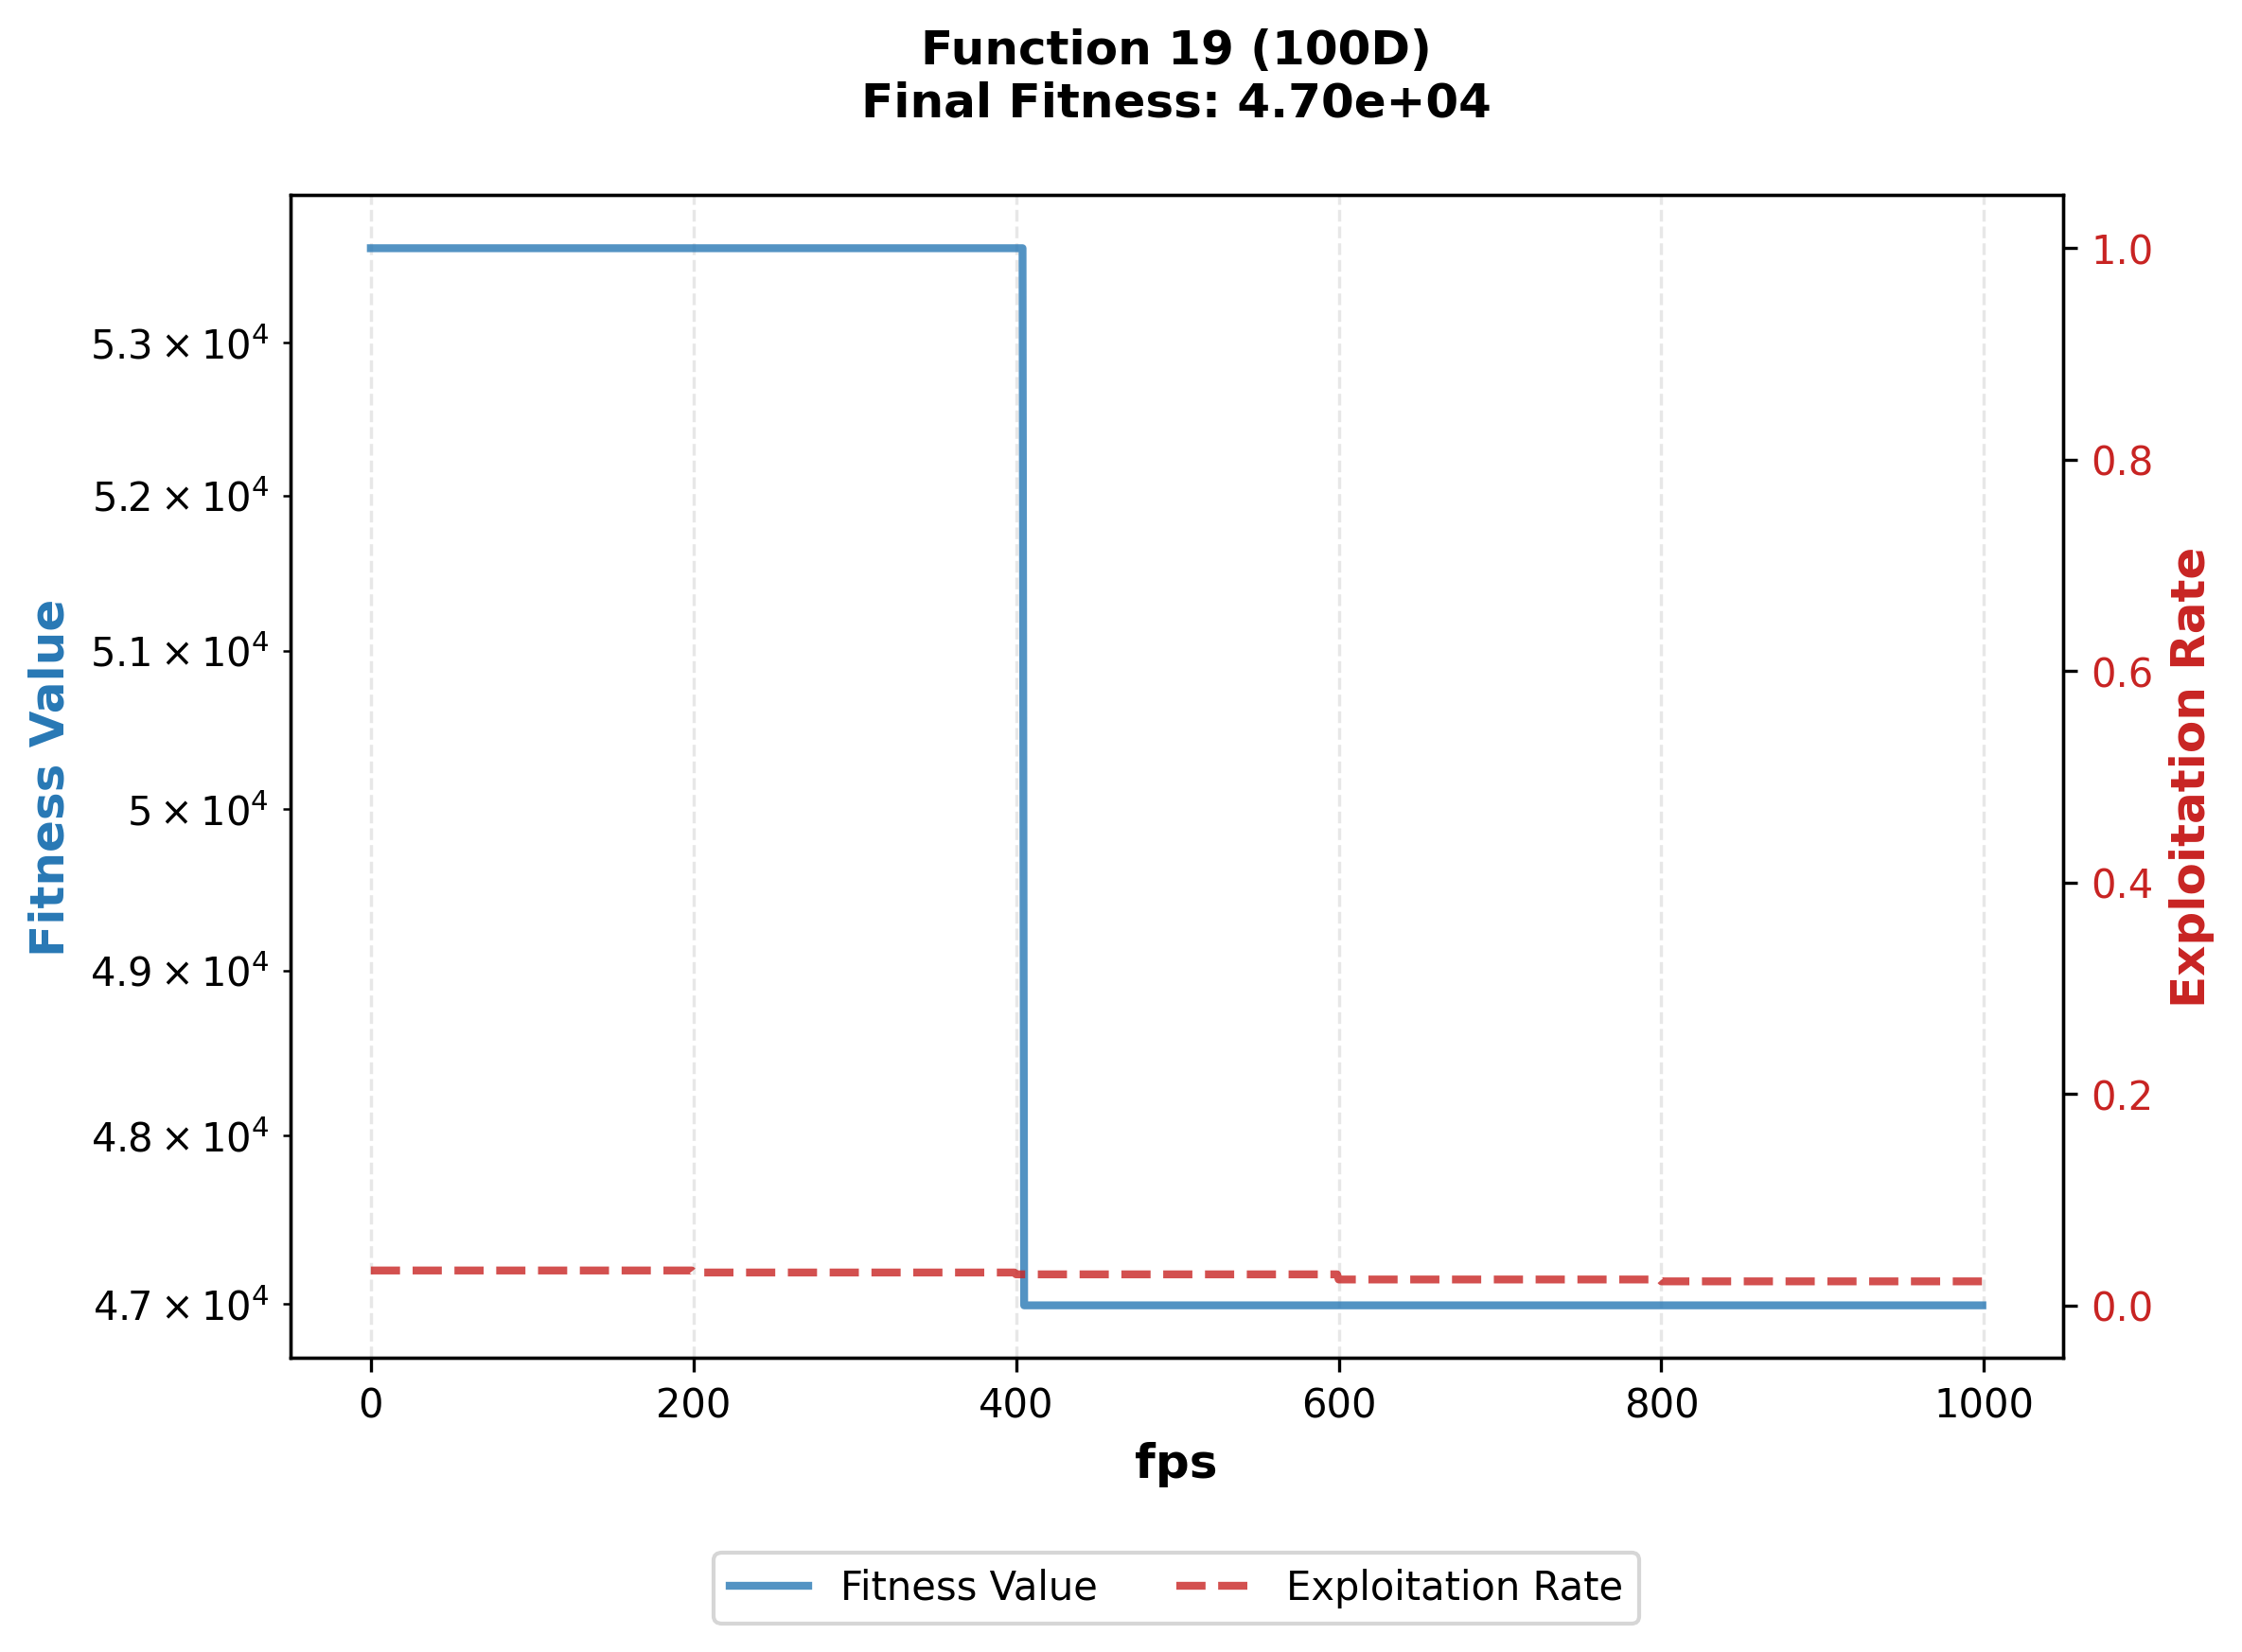 Function 19 (100D)
Final Fitness: 4.70e+04
Fitness Value
5.3 × 10⁴
5.2 × 10⁴
5.1 × 10⁴
5 × 10⁴
4.9 × 10⁴
4.8 × 10⁴
4.7 × 10⁴
1.0
0.8
0.6
0.4
0.2
0.0
Exploitation Rate
0 200 400 600 800 1000
fps
Fitness Value Exploitation Rate